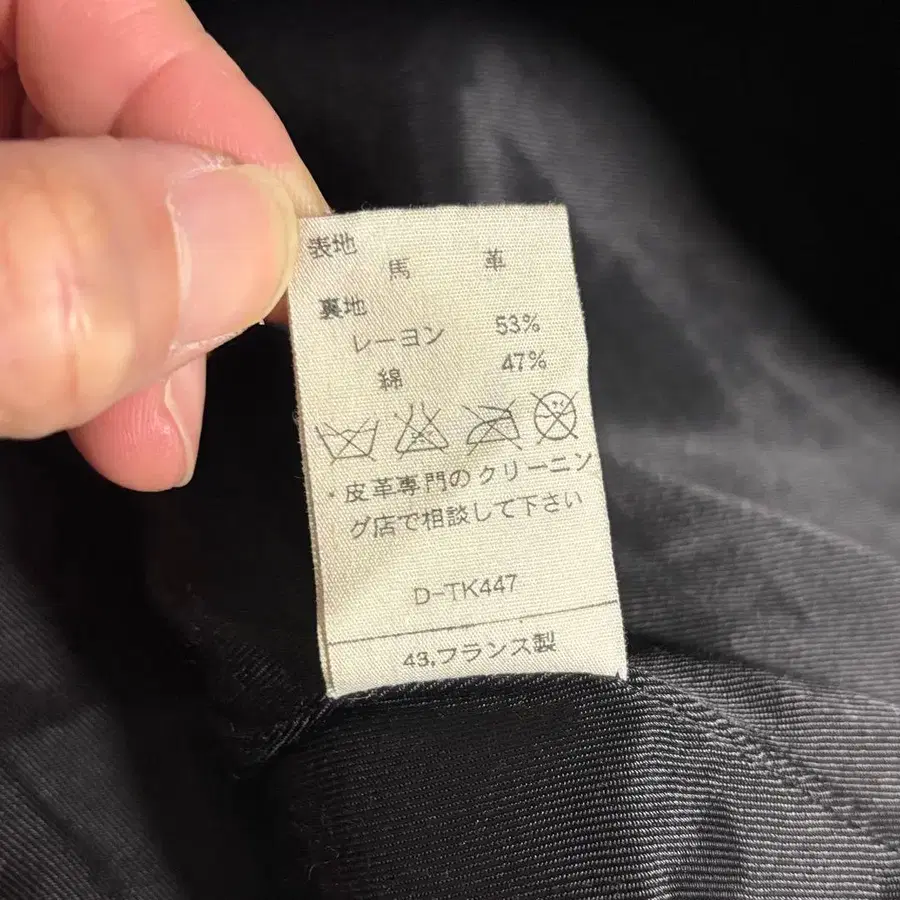 表地
馬 革
裏地
レーヨン 53%
綿 47%
・皮革専門のクリーニン
グ店で相談して下さい
D-TK447
43,フランス製